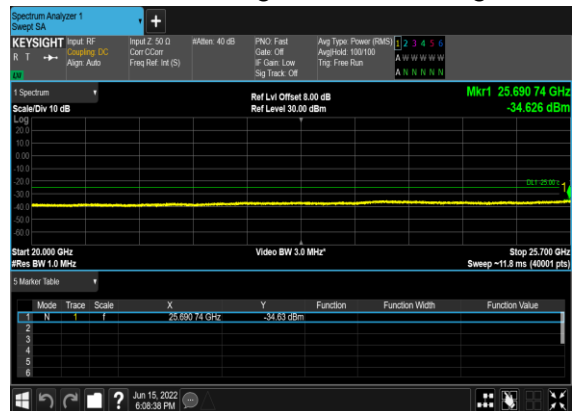 Spectrum Analyzer 1
Swept SA
+
KEYSIGHT Input: RF Input Z: 50 Ω #Atten: 40 dB PNO: Fast Avg Type: Power (RMS) 1 2 3 4 5 6
R T Coupling: DC Corr CCorr Gate: Off Avg|Hold: 100/100 A W W W W W
Align: Auto Freq Ref: Int (S) IF Gain: Low Trig: Free Run
Sig Track: Off A N N N N N
1 Spectrum Ref Lvl Offset 8.00 dB Mkr1 25.690 74 GHz
Scale/Div 10 dB Ref Level 30.00 dBm -34.626 dBm
Log
20.0
10.0
0.00
-10.0
-20.0
DL1 -25.00
1
-30.0
-40.0
-50.0
-60.0
Start 20.000 GHz Video BW 3.0 MHz* Stop 25.700 GHz
#Res BW 1.0 MHz Sweep ~11.8 ms (40001 pts)
5 Marker Table
Mode Trace Scale X Y Function Function Width Function Value
1 N 1 f 25.690 74 GHz -34.63 dBm
2
3
4
5
6
? Jun 15, 2022
6:08:38 PM